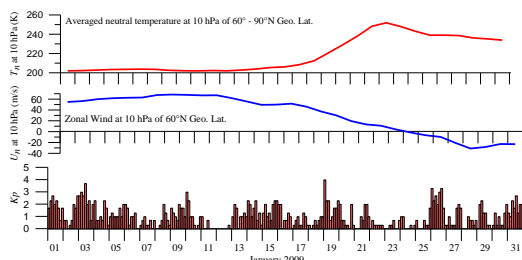 260
Averaged neutral temperature at 10 hPa of 60° - 90°N Geo. Lat.
240
220
200
Tn at 10 hPa (K)
60
40
20
0
-20
-40
Zonal Wind at 10 hPa of 60°N Geo. Lat.
Un at 10 hPa (m/s)
5
4
3
2
1
0
Kp
01 03 05 07 09 11 13 15 17 19 21 23 25 27 29 31
January 2009